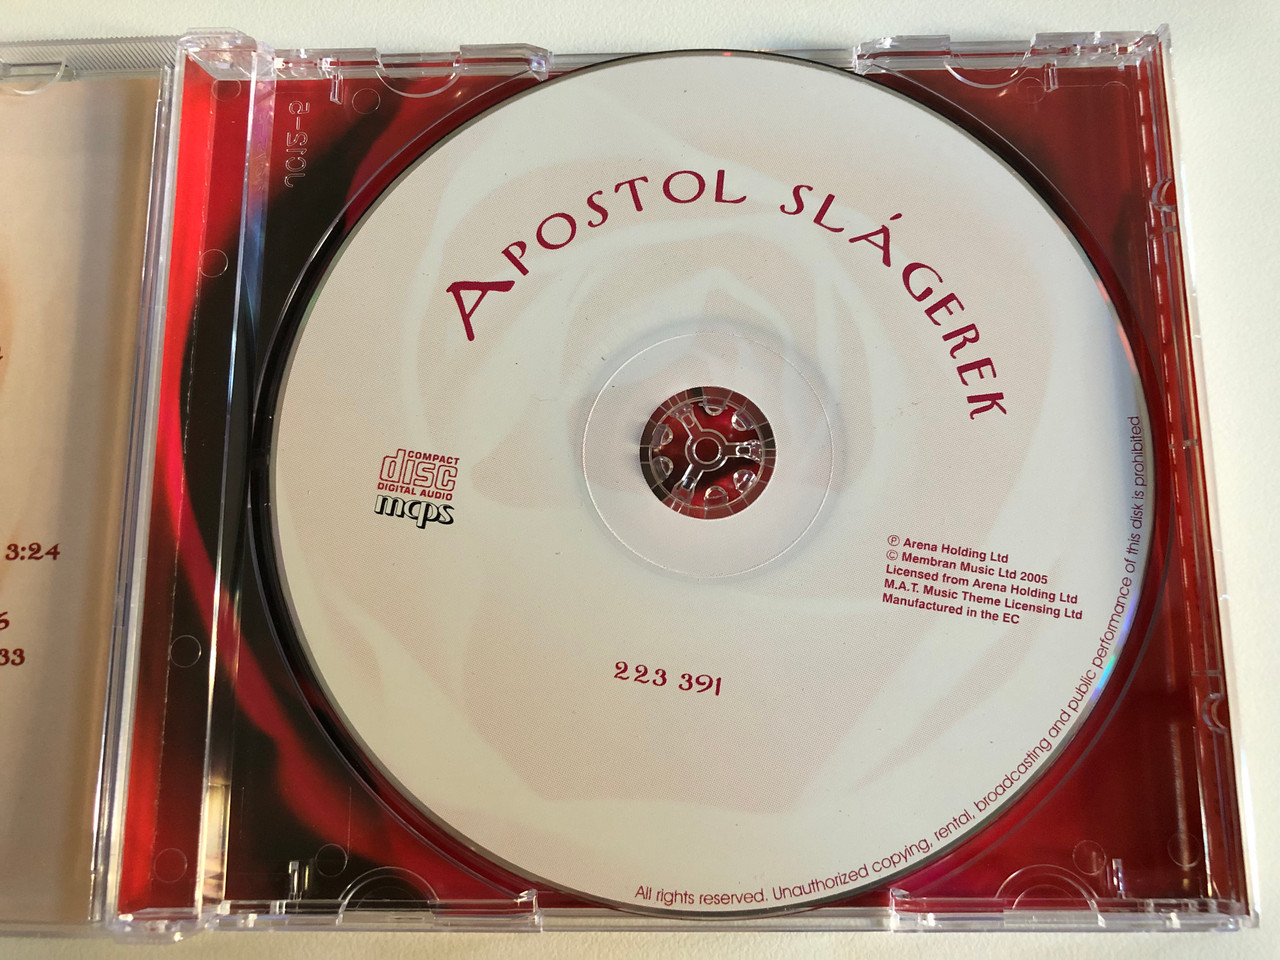 APOSTOL SLÁGEREK
COMPACT
disc
DIGITAL AUDIO
mcps
Ⓟ Arena Holding Ltd
© Membran Music Ltd 2005
Licensed from Arena Holding Ltd
M.A.T. Music Theme Licensing Ltd
Manufactured in the EC
223 391
All rights reserved. Unauthorized copying, rental, broadcasting and public performance of this disk is prohibited
3:24
33